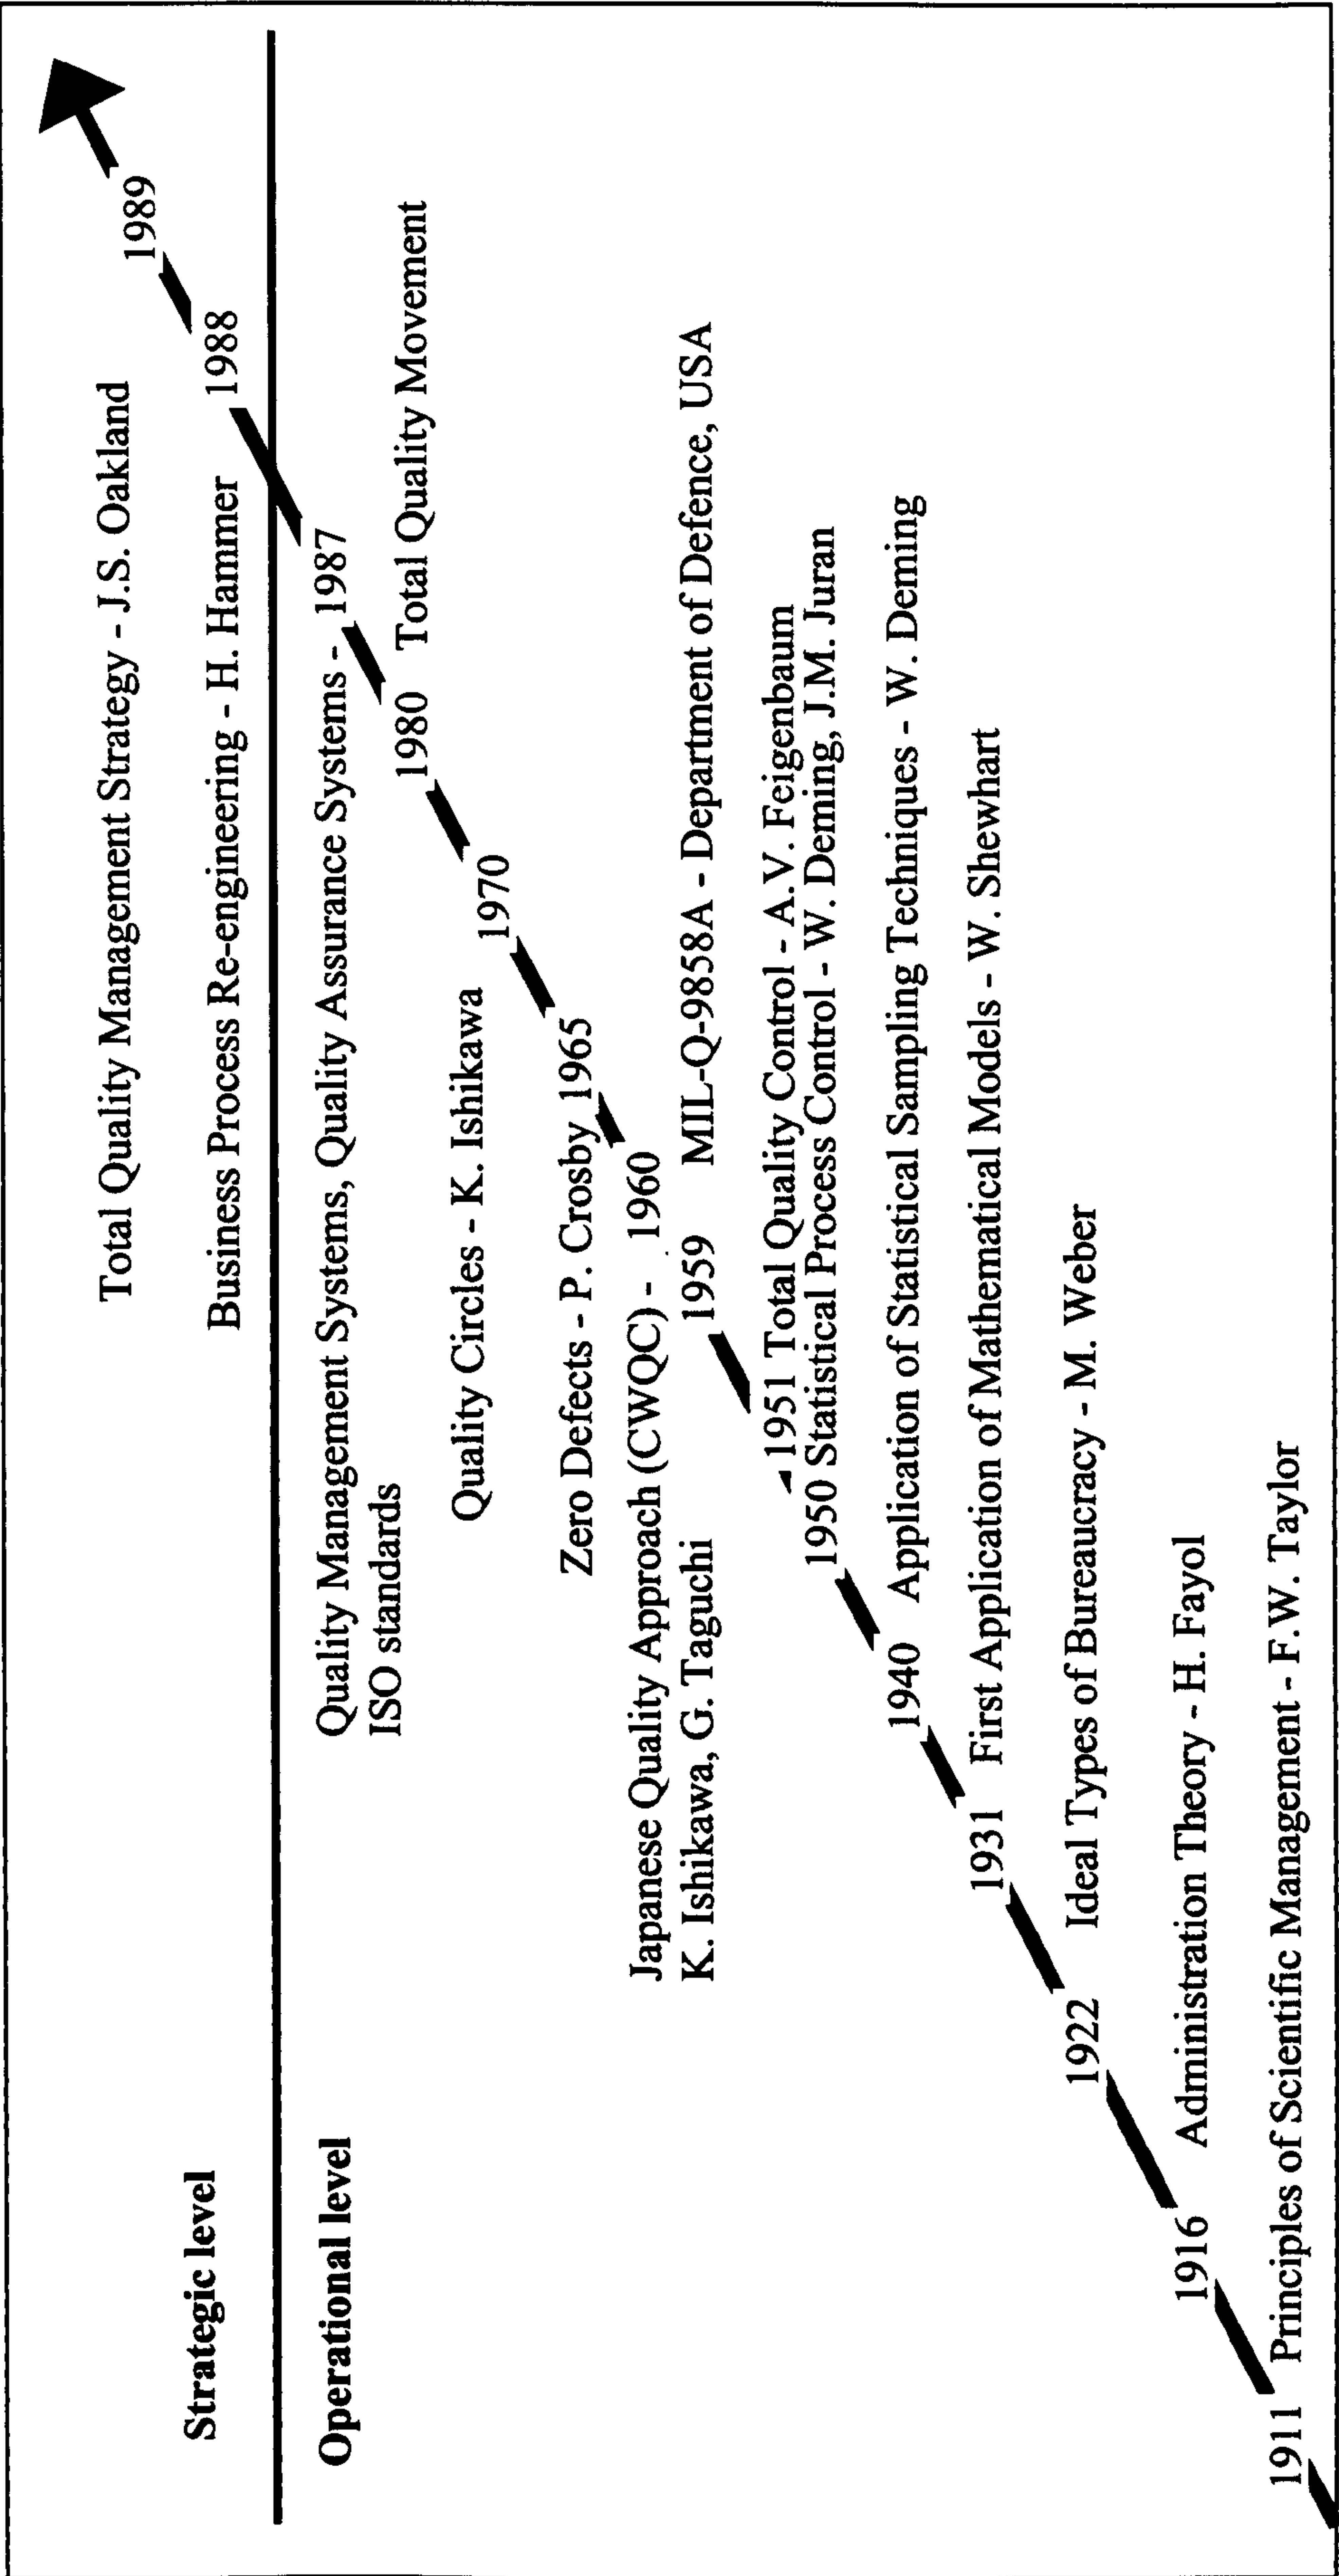 Total Quality Management Strategy - J.S. Oakland 1989
Strategic level
Business Process Re-engineering - H. Hammer 1988
Operational level
Quality Management Systems, Quality Assurance Systems - 1987
ISO standards
1980 Total Quality Movement
Quality Circles - K. Ishikawa 1970
Zero Defects - P. Crosby 1965
Japanese Quality Approach (CWQC) - 1960
K. Ishikawa, G. Taguchi
1959 MIL-Q-9858A - Department of Defence, USA
1951 Total Quality Control - A.V. Feigenbaum
1950 Statistical Process Control - W. Deming, J.M. Juran
1940 Application of Statistical Sampling Techniques - W. Deming
1931 First Application of Mathematical Models - W. Shewhart
1922 Ideal Types of Bureaucracy - M. Weber
1916 Administration Theory - H. Fayol
1911 Principles of Scientific Management - F.W. Taylor